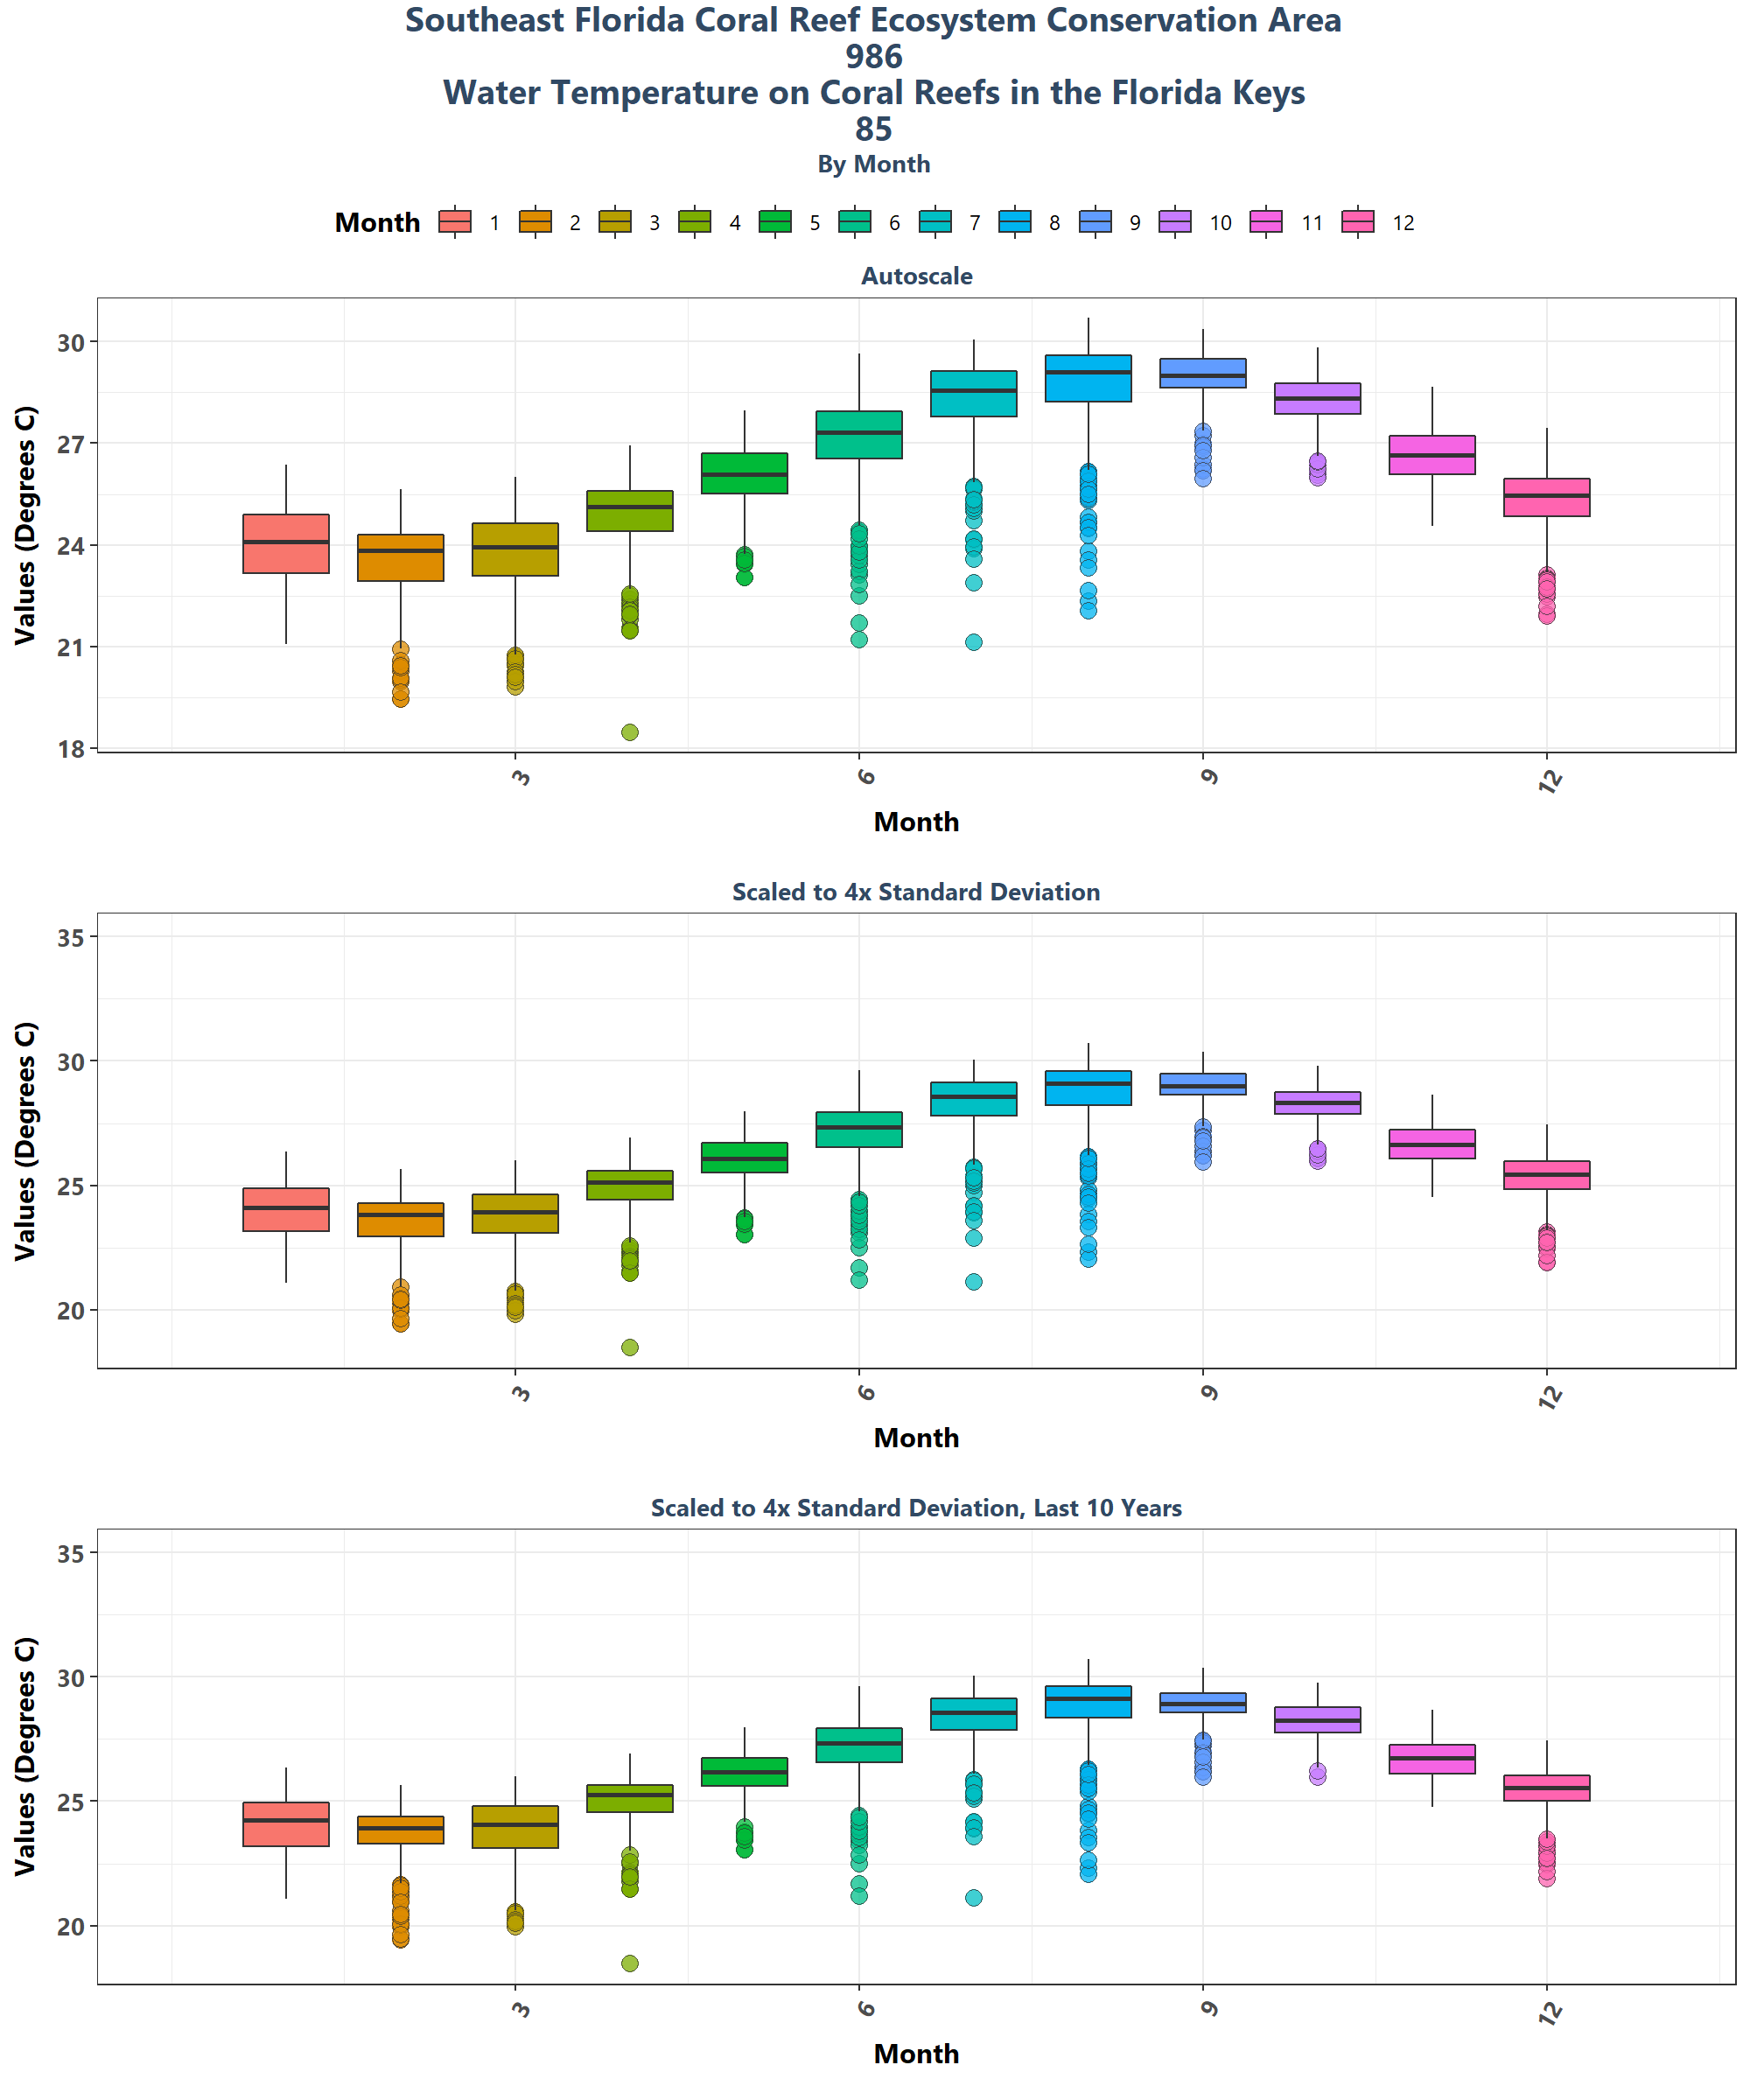 Southeast Florida Coral Reef Ecosystem Conservation Area
986
Water Temperature on Coral Reefs in the Florida Keys
85
By Month
Month 1 2 3 4 5 6 7 8 9 10 11 12
Autoscale
Values (Degrees C)
30
27
24
21
18
3 6 9 12
Month
Scaled to 4x Standard Deviation
Values (Degrees C)
35
30
25
20
3 6 9 12
Month
Scaled to 4x Standard Deviation, Last 10 Years
Values (Degrees C)
35
30
25
20
3 6 9 12
Month